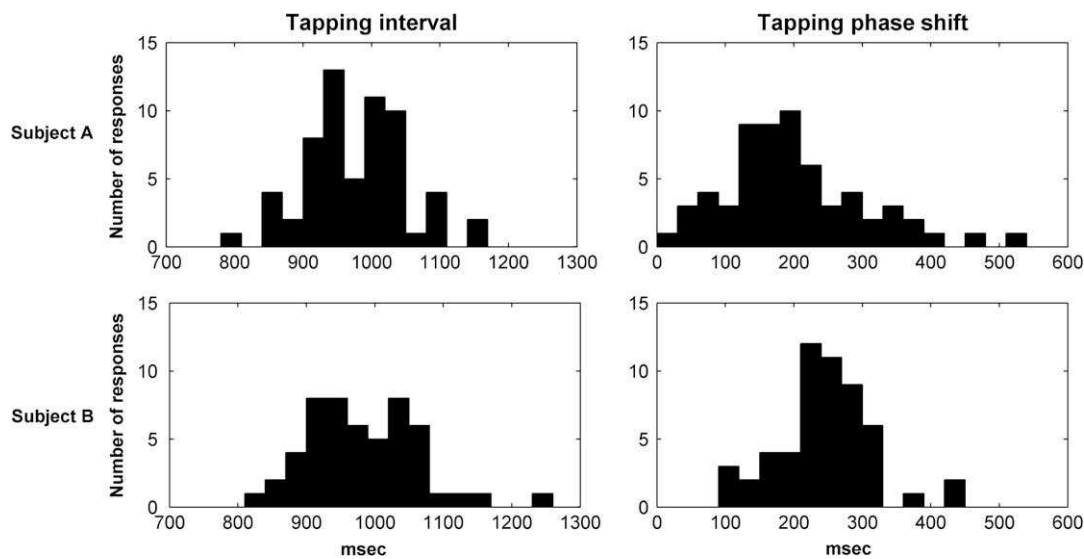 Tapping interval
Tapping phase shift
Subject A
Number of responses
15
10
5
0
700 800 900 1000 1100 1200 1300
15
10
5
0
0 100 200 300 400 500 600
Subject B
Number of responses
15
10
5
0
700 800 900 1000 1100 1200 1300
msec
15
10
5
0
0 100 200 300 400 500 600
msec